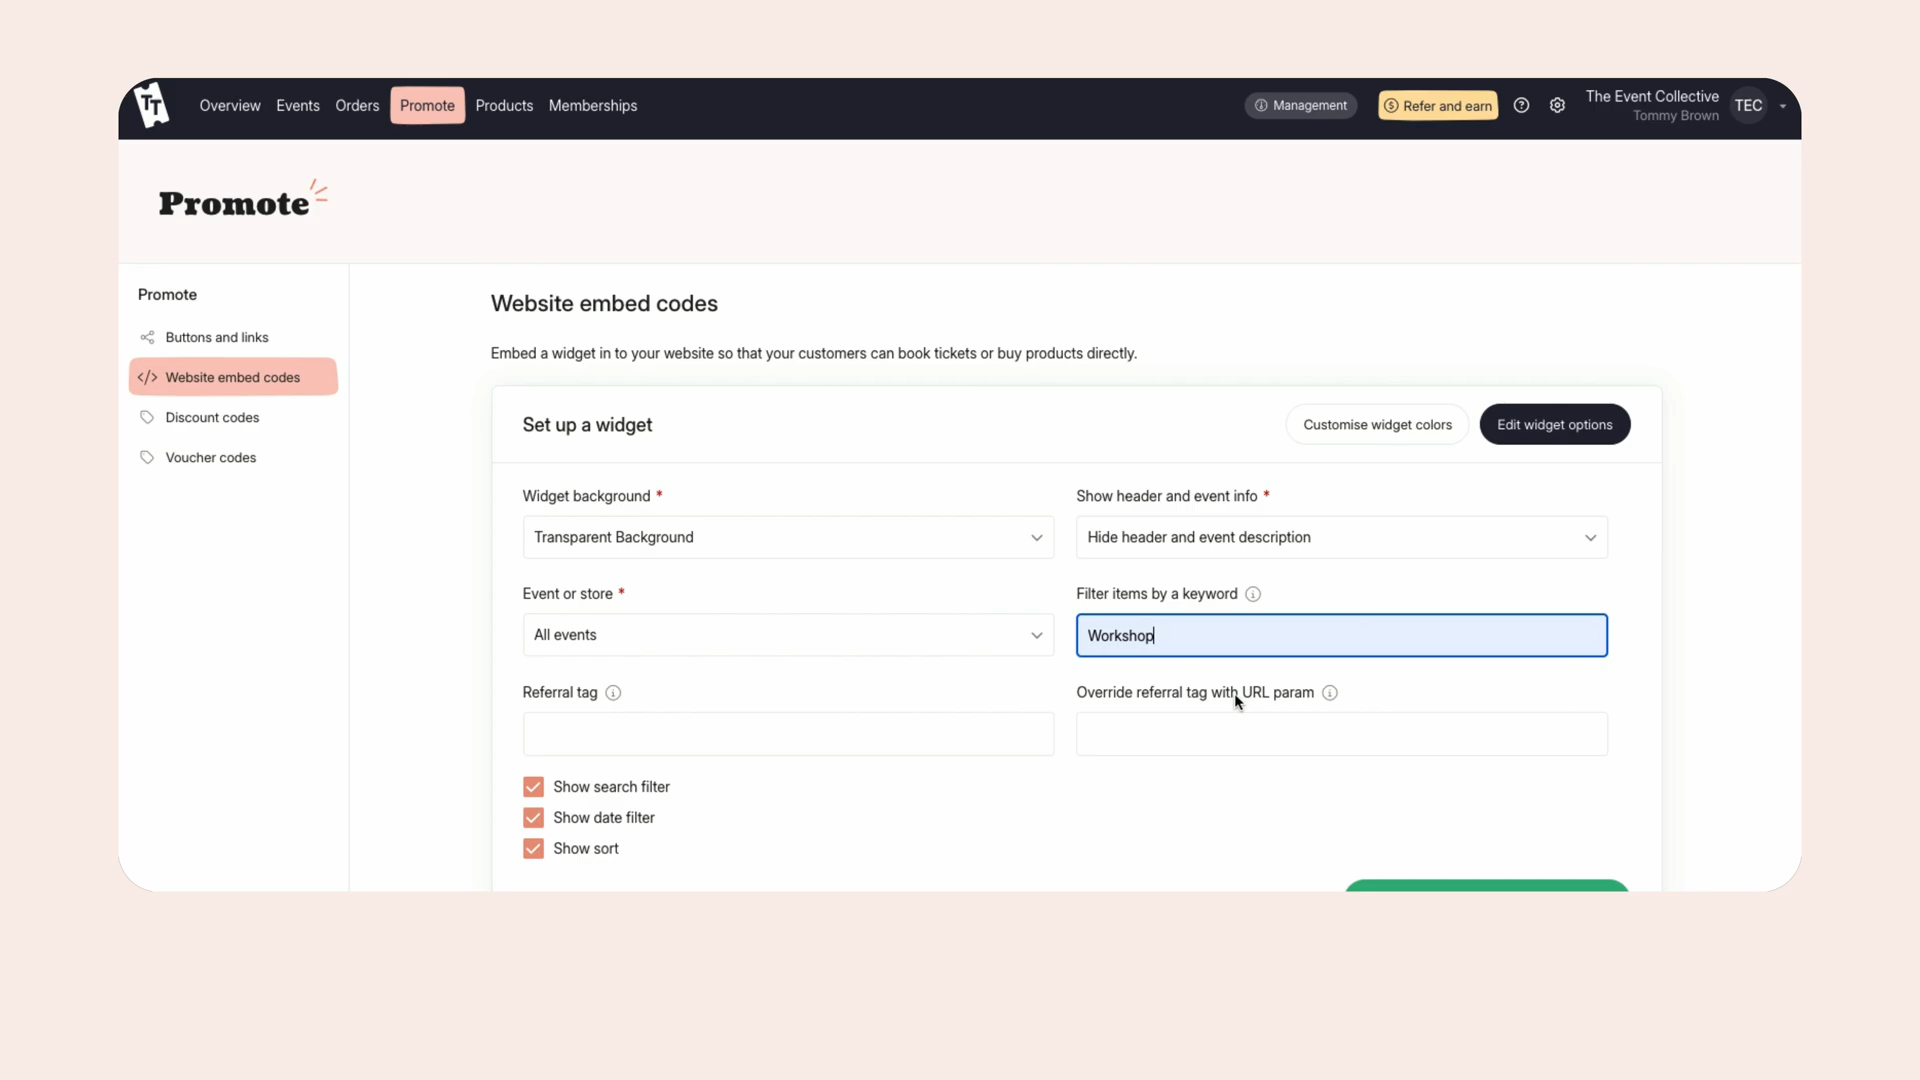 TT
Overview Events Orders Promote Products Memberships
Management Refer and earn
The Event Collective
Tommy Brown
TEC
Promote
Promote
Buttons and links
</> Website embed codes
Discount codes
Voucher codes
Website embed codes
Embed a widget in to your website so that your customers can book tickets or buy products directly.
Set up a widget
Customise widget colors
Edit widget options
Widget background *
Show header and event info *
Transparent Background
Hide header and event description
Event or store *
Filter items by a keyword
All events
Workshop
Referral tag
Override referral tag with URL param
Show search filter
Show date filter
Show sort